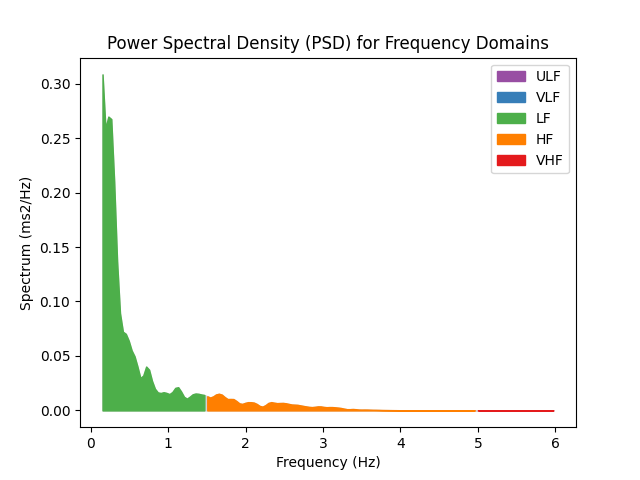 Power Spectral Density (PSD) for Frequency Domains
Spectrum (ms2/Hz)
0.30
0.25
0.20
0.15
0.10
0.05
0.00
ULF
VLF
LF
HF
VHF
0 1 2 3 4 5 6
Frequency (Hz)